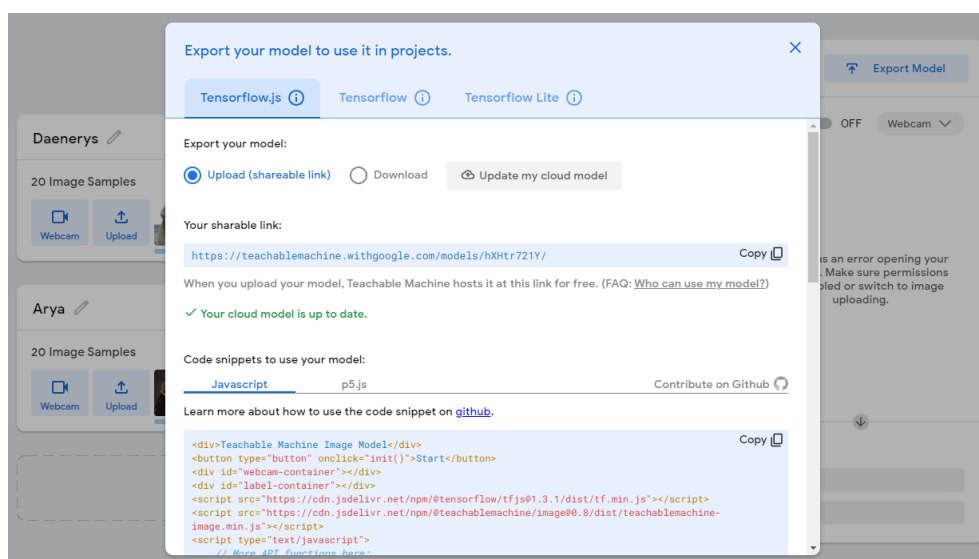 Export your model to use it in projects.
Export Model
Tensorflow.js
Tensorflow
Tensorflow Lite
OFF
Webcam
Daenerys
20 Image Samples
Webcam
Upload
Arya
20 Image Samples
Webcam
Upload
Export your model:
Upload (shareable link)
Download
Update my cloud model
Your sharable link:
https://teachablemachine.withgoogle.com/models/hXHtr721Y/
Copy
When you upload your model, Teachable Machine hosts it at this link for free. (FAQ: Who can use my model?)
✓ Your cloud model is up to date.
Code snippets to use your model:
Javascript
p5.js
Contribute on Github
Learn more about how to use the code snippet on github.
Copy
<div>Teachable Machine Image Model</div>
<button type="button" onclick="init()">Start</button>
<div id="webcam-container"></div>
<div id="label-container"></div>
<script src="https://cdn.jsdelivr.net/npm/@tensorflow/tfjs@1.3.1/dist/tf.min.js"></script>
<script src="https://cdn.jsdelivr.net/npm/@teachablemachine/image@0.8/dist/teachablemachine-
image.min.js"></script>
<script type="text/javascript">
// More API functions here:
an error opening your
. Make sure permissions
or switch to image
uploading.